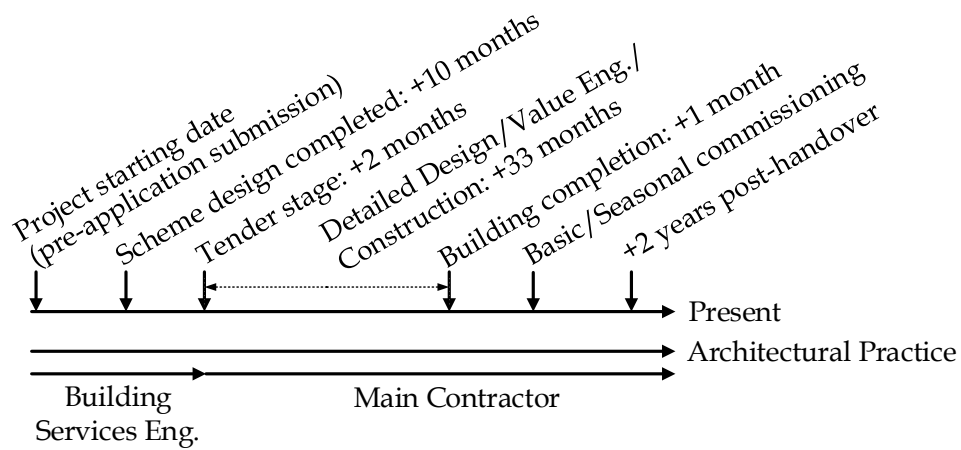 Project starting date
(pre-application submission)
Scheme design completed: +10 months
Tender stage: +2 months
Detailed Design/Value Eng./
Construction: +33 months
Building completion: +1 month
Basic/Seasonal commissioning
+2 years post-handover
Present
Architectural Practice
Building
Services Eng.
Main Contractor